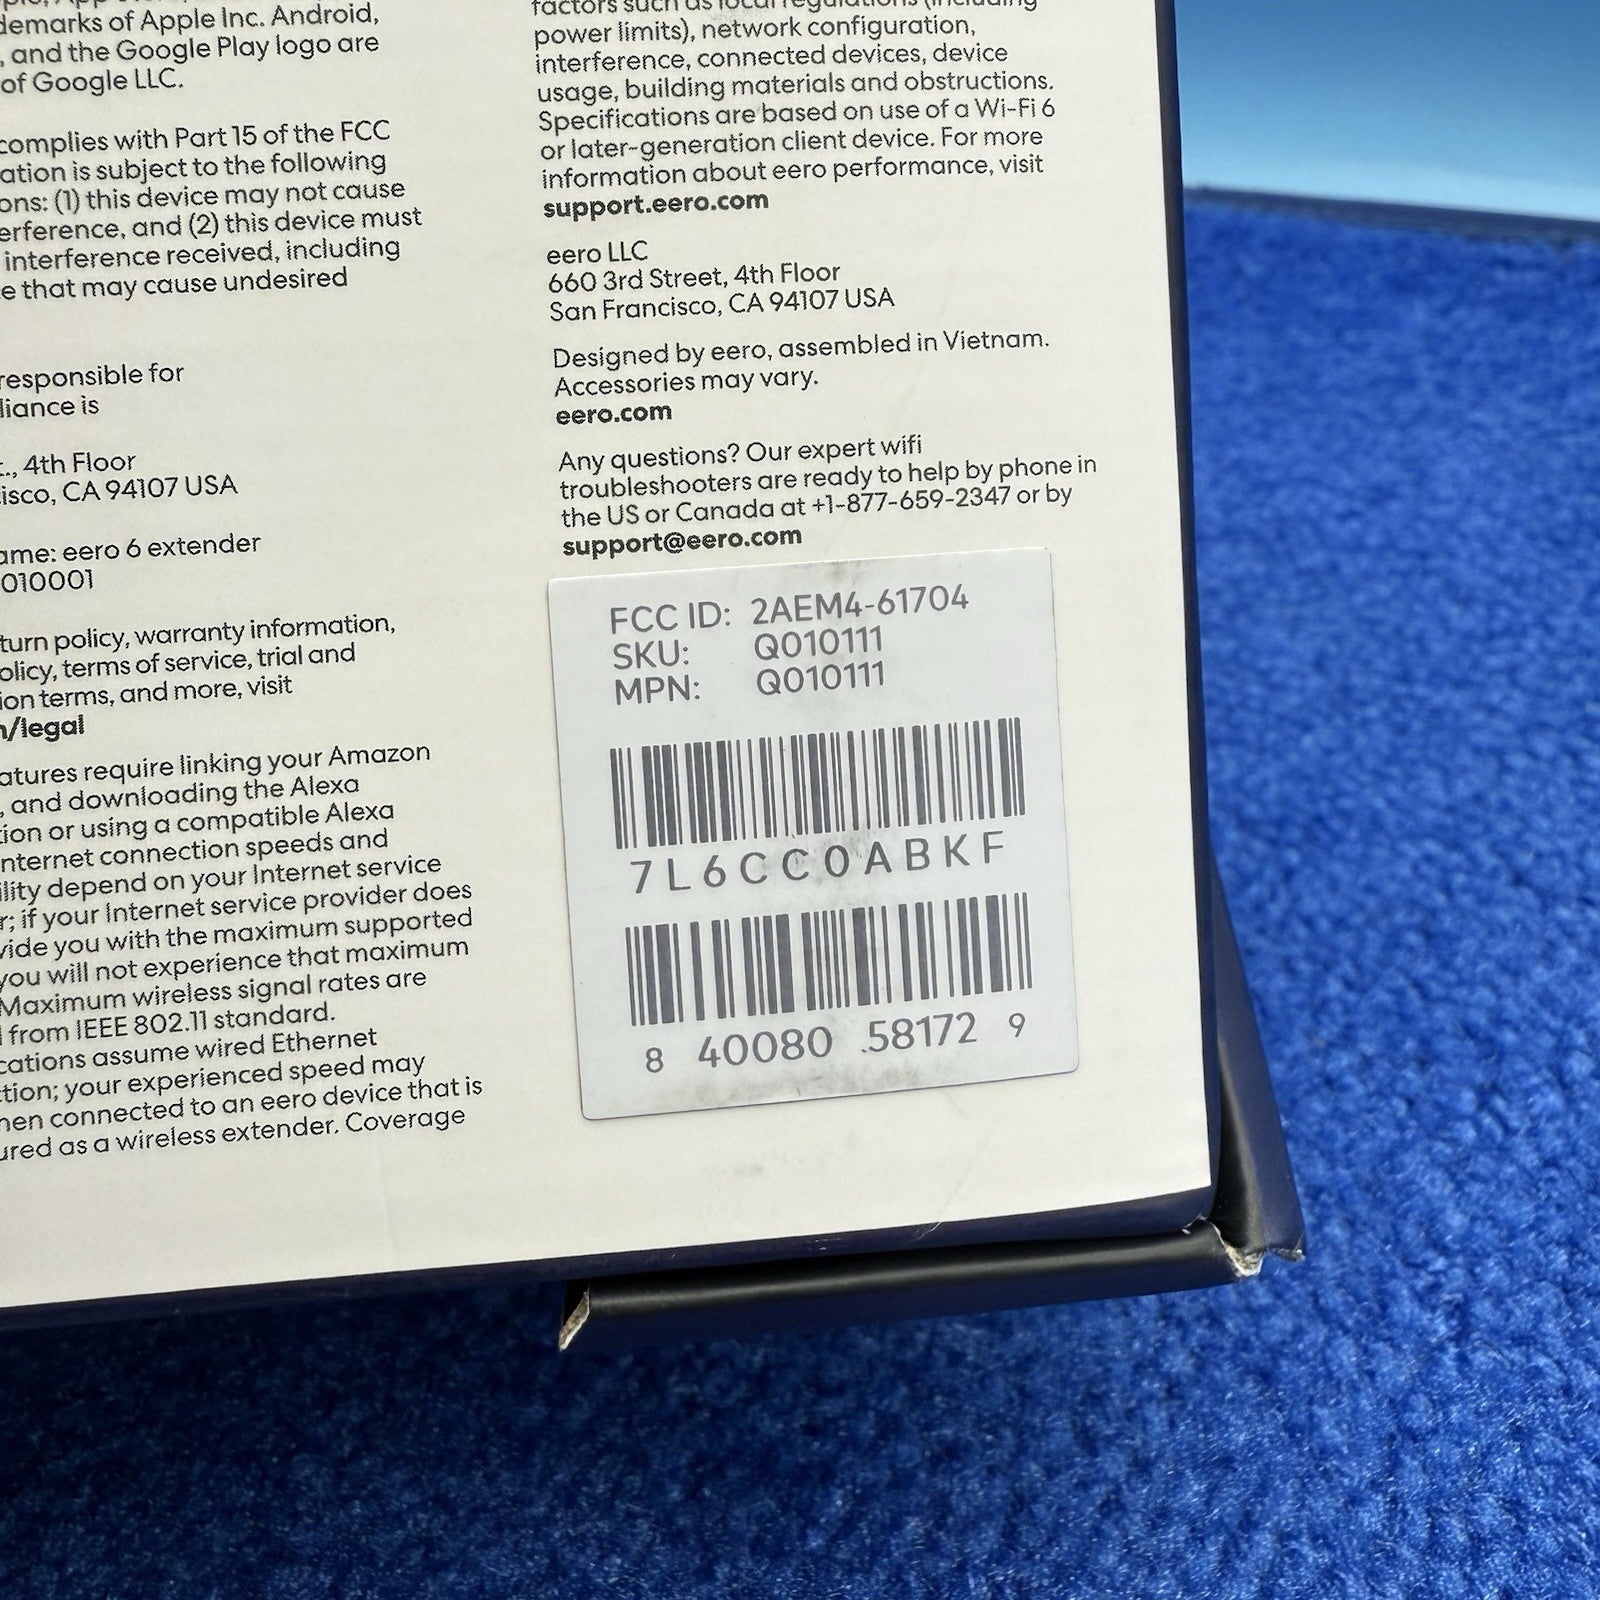 demarks of Apple Inc. Android,
, and the Google Play logo are
of Google LLC.
complies with Part 15 of the FCC
ation is subject to the following
ons: (1) this device may not cause
erference, and (2) this device must
interference received, including
e that may cause undesired
responsible for
liance is
., 4th Floor
isco, CA 94107 USA
ame: eero 6 extender
010001
turn policy, warranty information,
olicy, terms of service, trial and
ion terms, and more, visit
/legal
atures require linking your Amazon
, and downloading the Alexa
tion or using a compatible Alexa
nternet connection speeds and
ility depend on your Internet service
r; if your Internet service provider does
vide you with the maximum supported
you will not experience that maximum
Maximum wireless signal rates are
from IEEE 802.11 standard.
cations assume wired Ethernet
tion; your experienced speed may
hen connected to an eero device that is
ured as a wireless extender. Coverage
factors such as local regulations (including
power limits), network configuration,
interference, connected devices, device
usage, building materials and obstructions.
Specifications are based on use of a Wi-Fi 6
or later-generation client device. For more
information about eero performance, visit
support.eero.com
eero LLC
660 3rd Street, 4th Floor
San Francisco, CA 94107 USA
Designed by eero, assembled in Vietnam.
Accessories may vary.
eero.com
Any questions? Our expert wifi
troubleshooters are ready to help by phone in
the US or Canada at +1-877-659-2347 or by
support@eero.com
FCC ID: 2AEM4-61704
SKU: Q010111
MPN: Q010111
7L6CC0ABKF
8 40080 58172 9